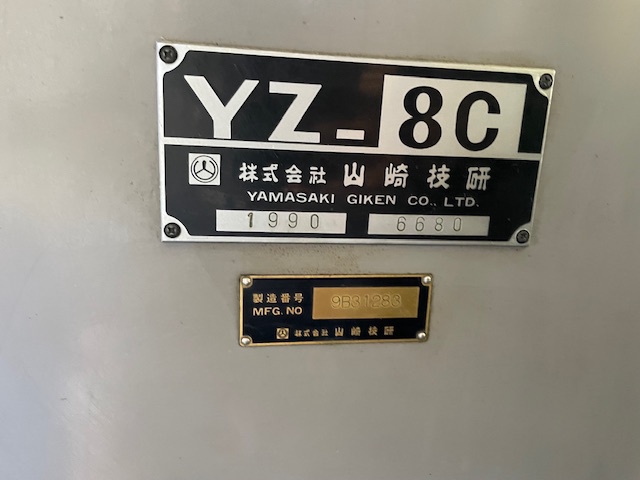 YZ-8C
株式会社 山崎技研
YAMASAKI GIKEN CO., LTD.
1990 6680
製造番号 9B31283
MFG. NO
株式会社 山崎技研